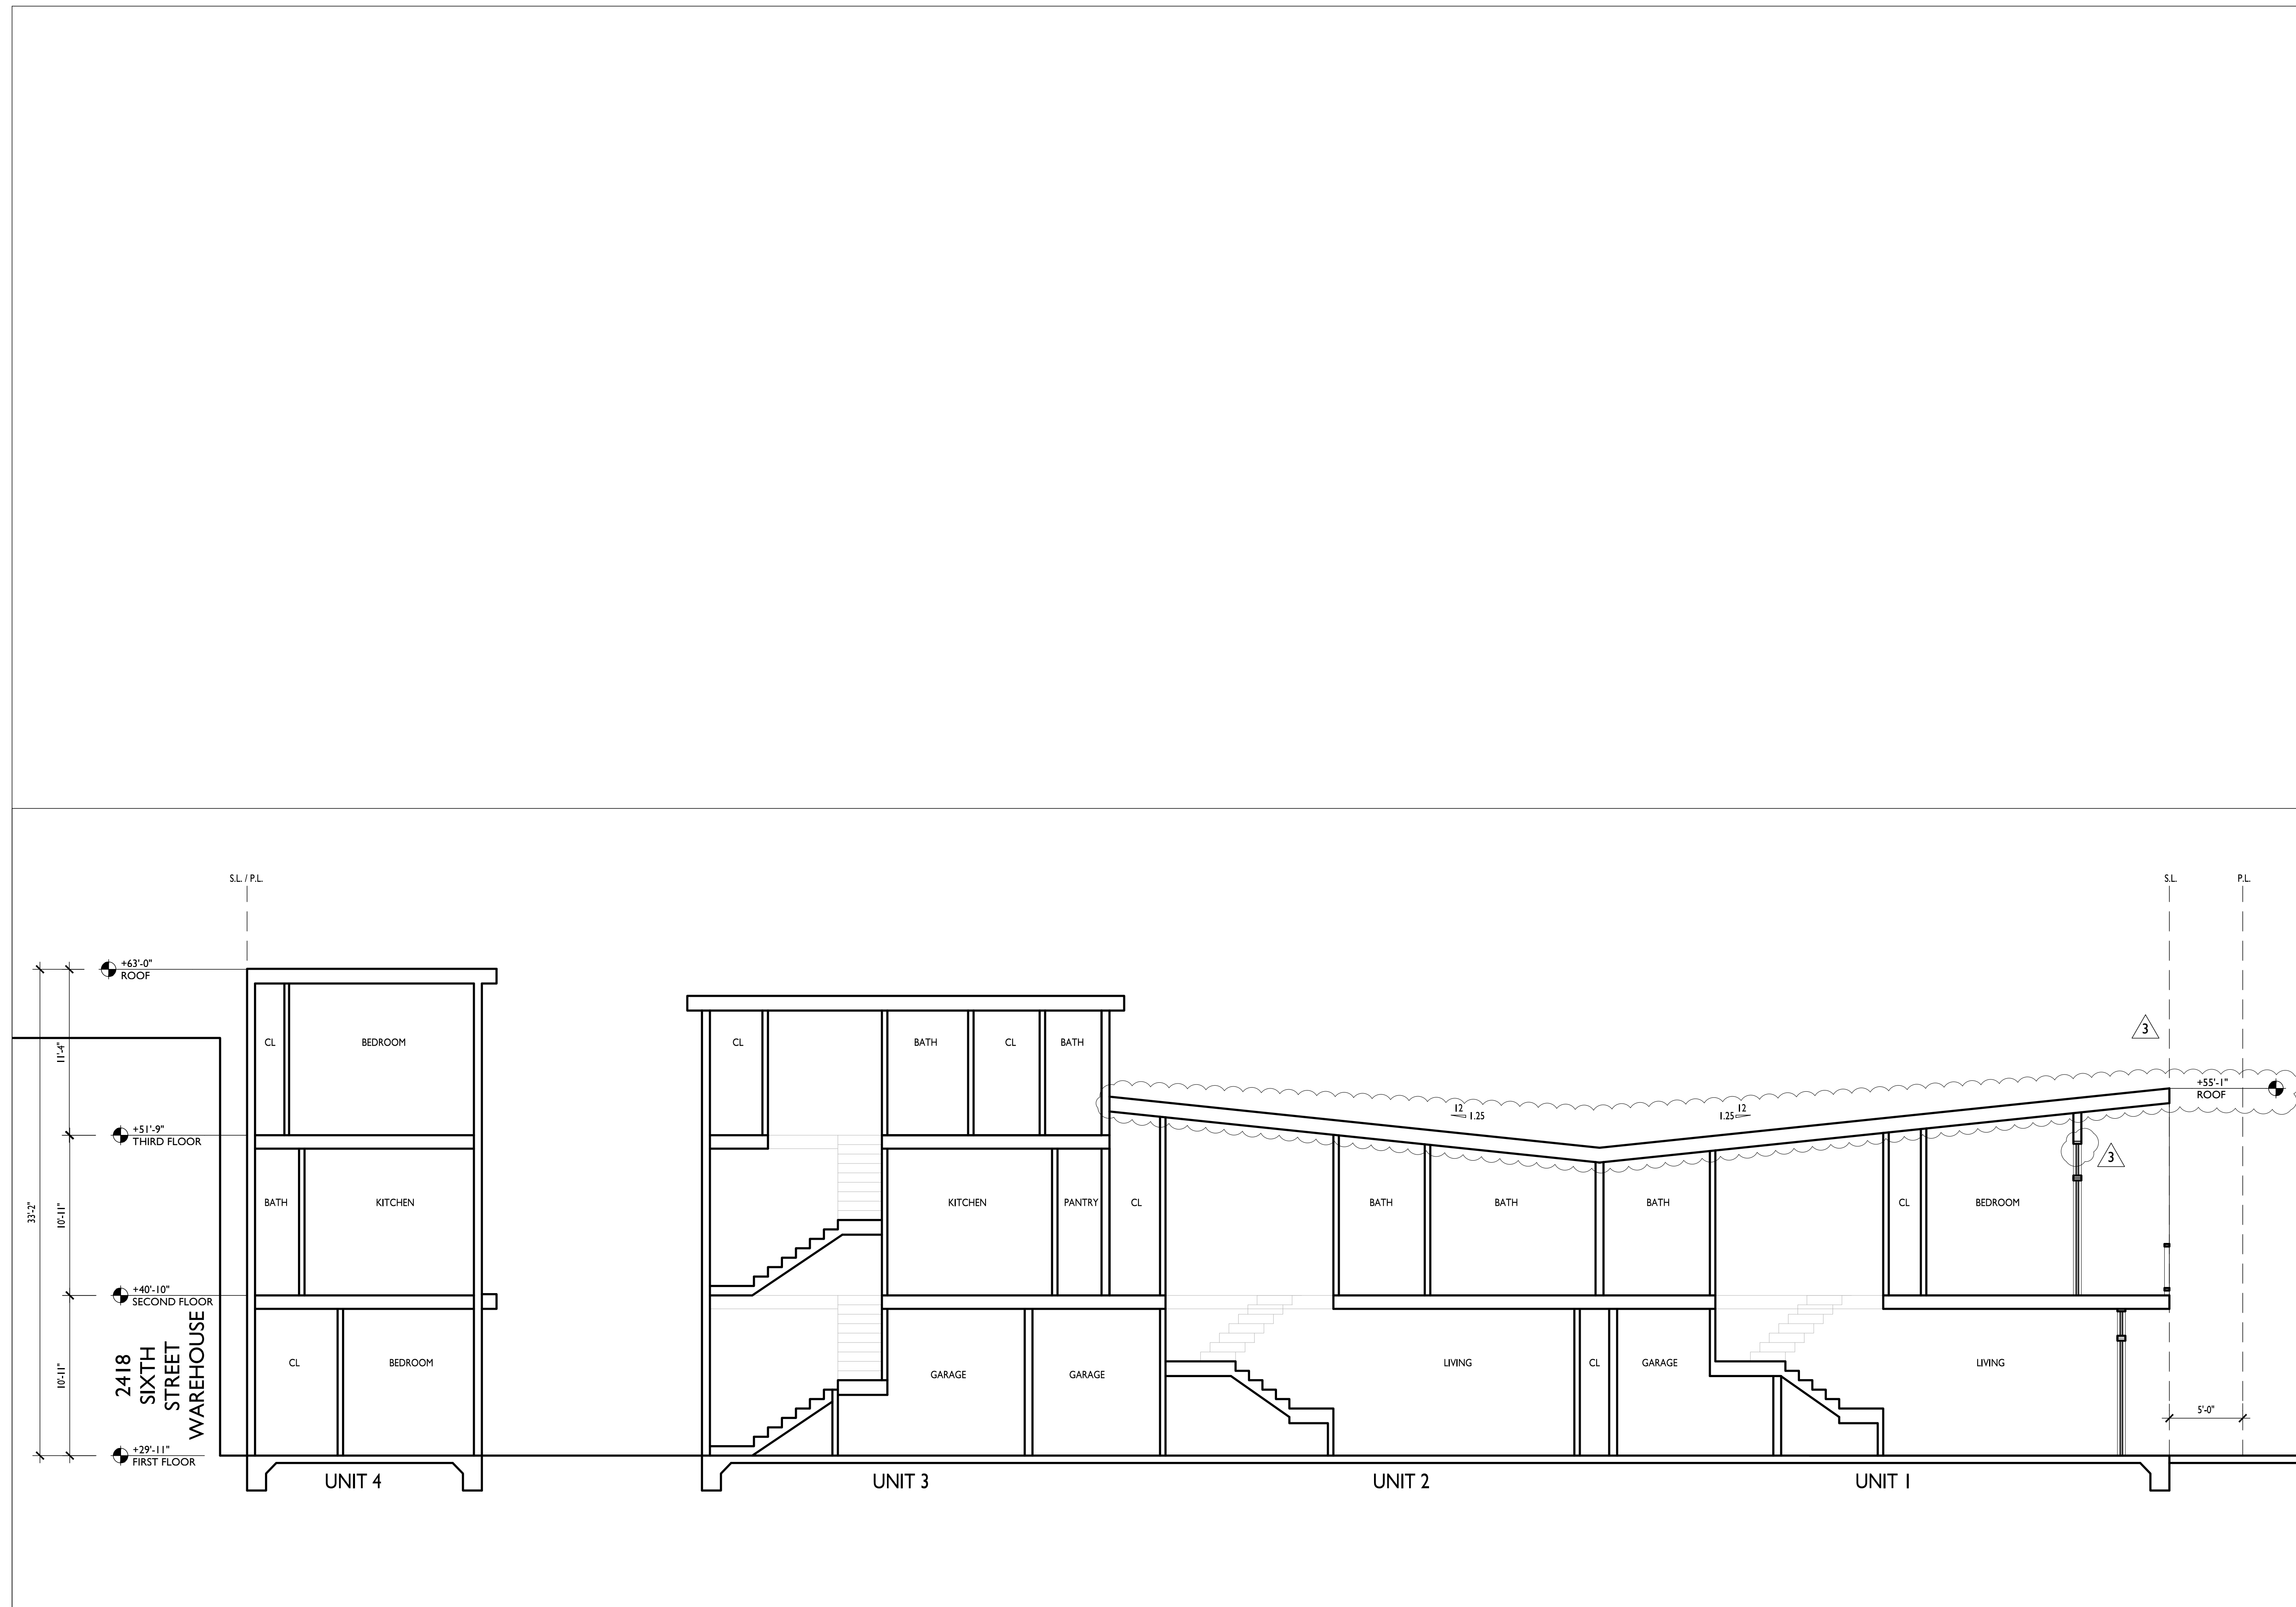 S.L. / P.L.
S.L.
P.L.
+63'-0"
ROOF
3
CL
BEDROOM
CL
BATH
CL
BATH
11'-4"
+55'-1"
ROOF
12
1.25
12
1.25
+51'-9"
THIRD FLOOR
3
33'-2"
10'-11"
BATH
KITCHEN
KITCHEN
PANTRY
CL
BATH
BATH
BATH
CL
BEDROOM
+40'-10"
SECOND FLOOR
2418
SIXTH
STREET
WAREHOUSE
10'-11"
CL
BEDROOM
GARAGE
GARAGE
LIVING
CL
GARAGE
LIVING
5'-0"
+29'-11"
FIRST FLOOR
UNIT 4
UNIT 3
UNIT 2
UNIT 1